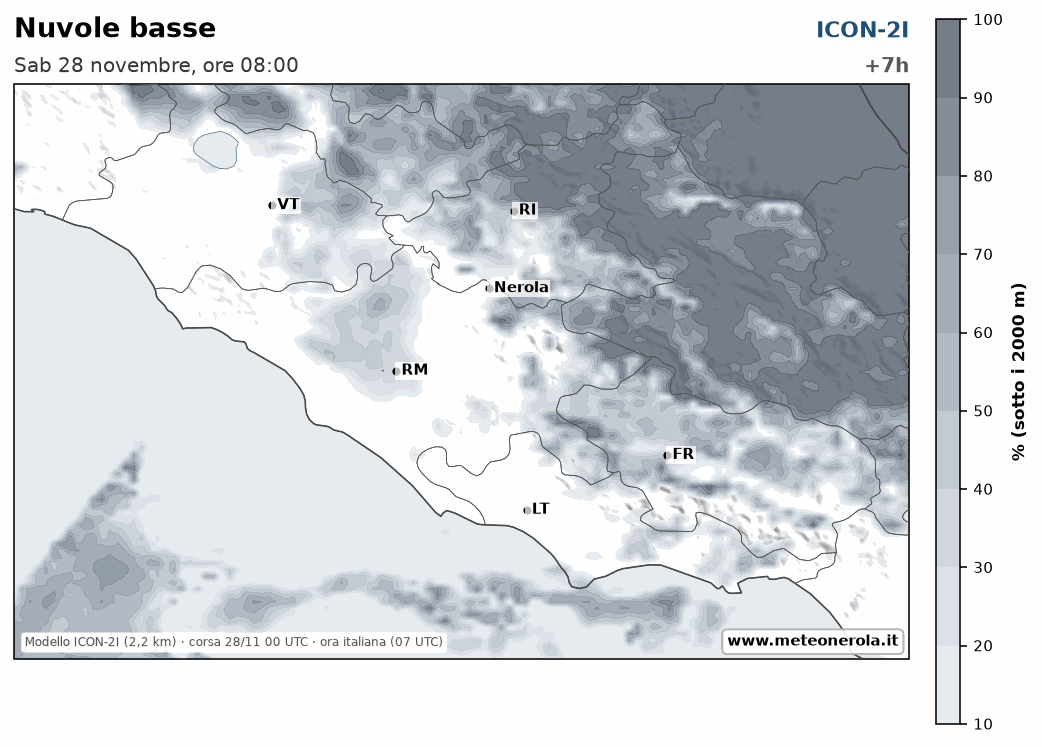 Nuvole basse
ICON-2I
Sab 28 novembre, ore 08:00
+7h
VT
RI
Nerola
RM
FR
LT
Modello ICON-2I (2,2 km) · corsa 28/11 00 UTC · ora italiana (07 UTC)
www.meteonerola.it
100
90
80
70
60
50
40
30
20
10
% (sotto i 2000 m)